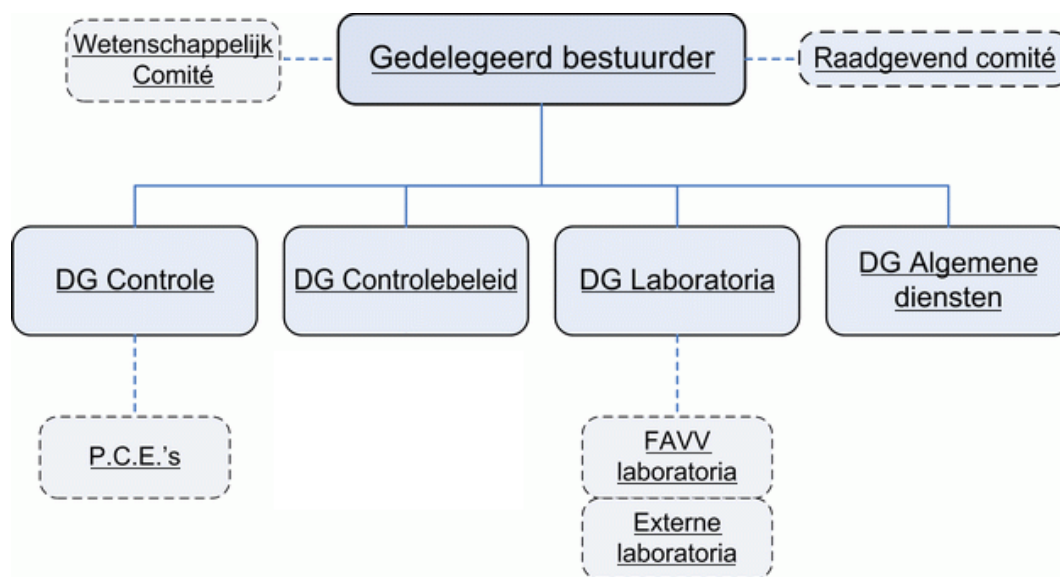 Wetenschappelijk
Comité
Gedelegeerd bestuurder
Raadgevend comité
DG Controle
DG Controlebeleid
DG Laboratoria
DG Algemene
diensten
P.C.E.'s
FAVV
laboratoria
Externe
laboratoria